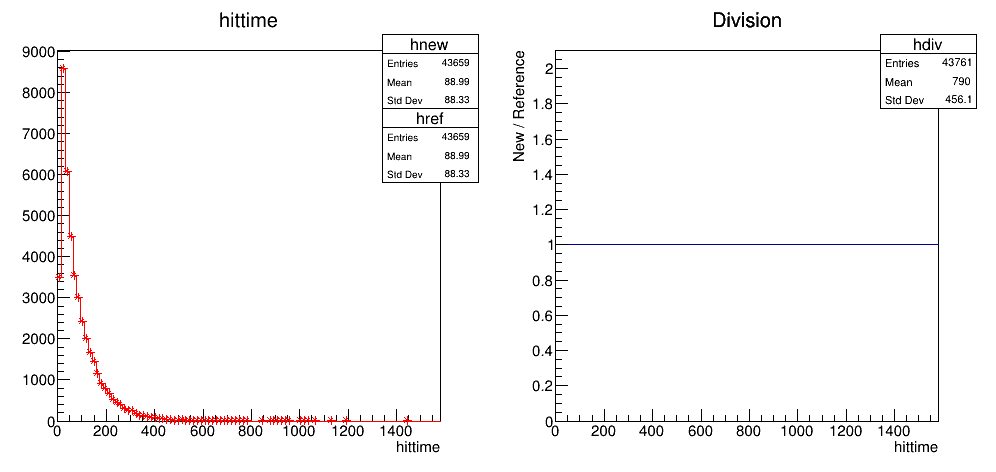 hittime
hnew
Entries 43659
Mean 88.99
Std Dev 88.33
href
Entries 43659
Mean 88.99
Std Dev 88.33
9000
8000
7000
6000
5000
4000
3000
2000
1000
0
0 200 400 600 800 1000 1200 1400
hittime
Division
hdiv
Entries 43761
Mean 790
Std Dev 456.1
New / Reference
2
1.8
1.6
1.4
1.2
1
0.8
0.6
0.4
0.2
0
0 200 400 600 800 1000 1200 1400
hittime